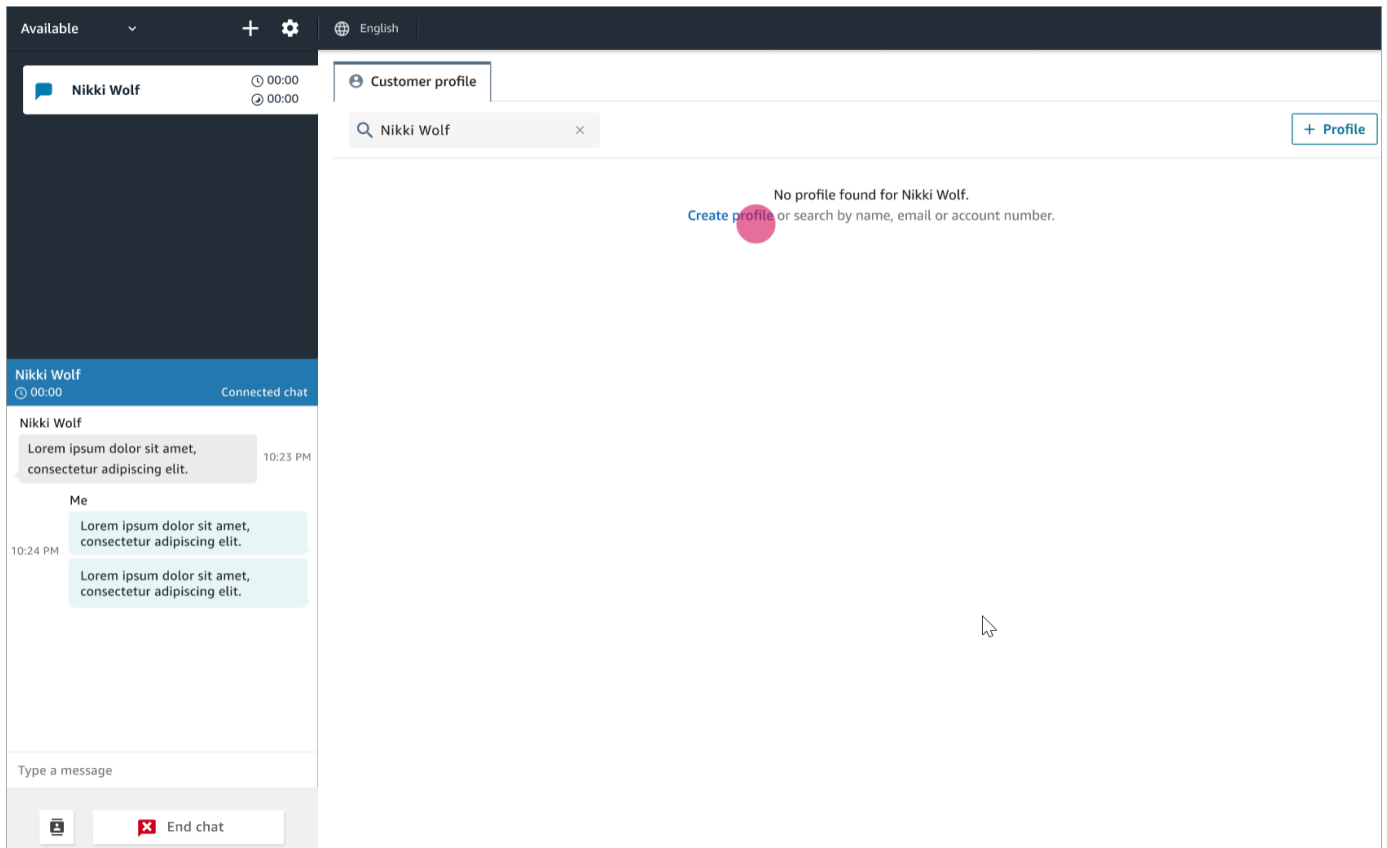 Available
English
Nikki Wolf
00:00
00:00
Customer profile
Nikki Wolf
+ Profile
No profile found for Nikki Wolf.
Create profile or search by name, email or account number.
Nikki Wolf
00:00
Connected chat
Nikki Wolf
Lorem ipsum dolor sit amet,
consectetur adipiscing elit.
10:23 PM
Me
Lorem ipsum dolor sit amet,
consectetur adipiscing elit.
10:24 PM
Lorem ipsum dolor sit amet,
consectetur adipiscing elit.
Type a message
End chat